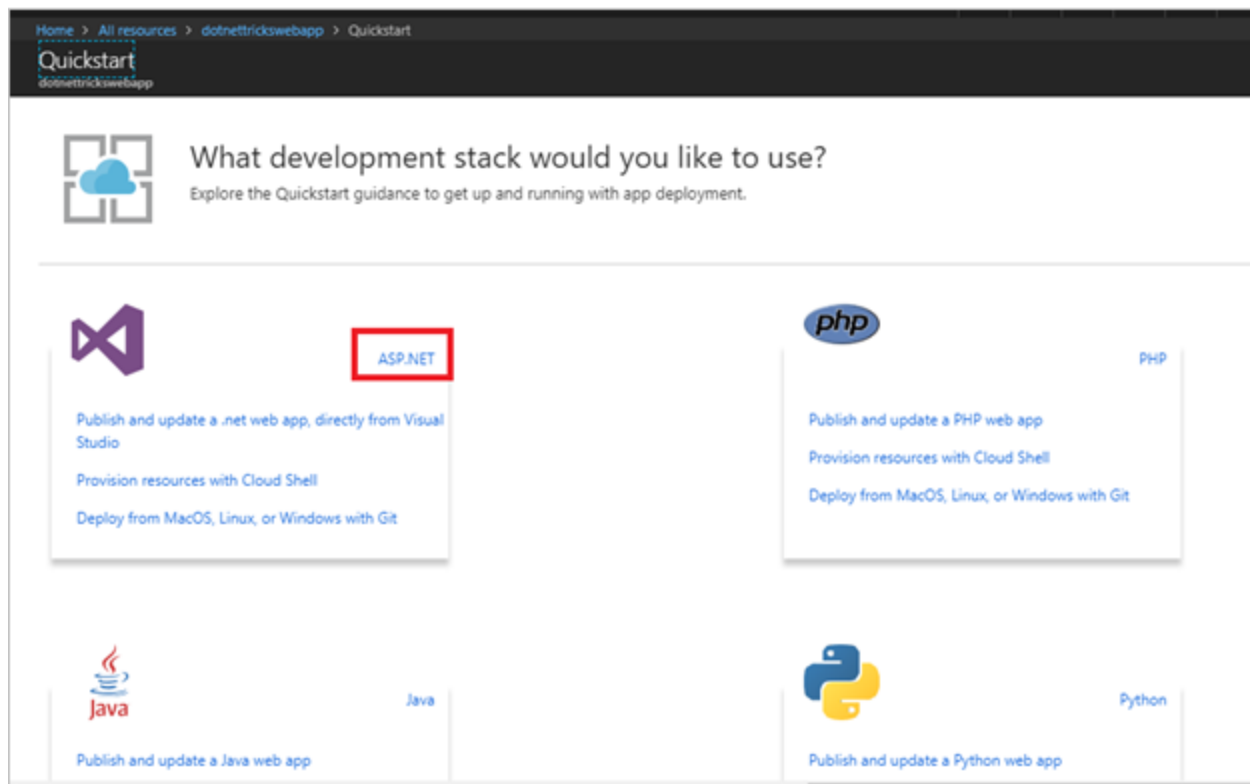 Home > All resources > dotnettrickswebapp > Quickstart
Quickstart
dotnettrickswebapp
What development stack would you like to use?
Explore the Quickstart guidance to get up and running with app deployment.
ASP.NET
Publish and update a .net web app, directly from Visual
Studio
Provision resources with Cloud Shell
Deploy from MacOS, Linux, or Windows with Git
php
PHP
Publish and update a PHP web app
Provision resources with Cloud Shell
Deploy from MacOS, Linux, or Windows with Git
Java
Java
Publish and update a Java web app
Python
Publish and update a Python web app